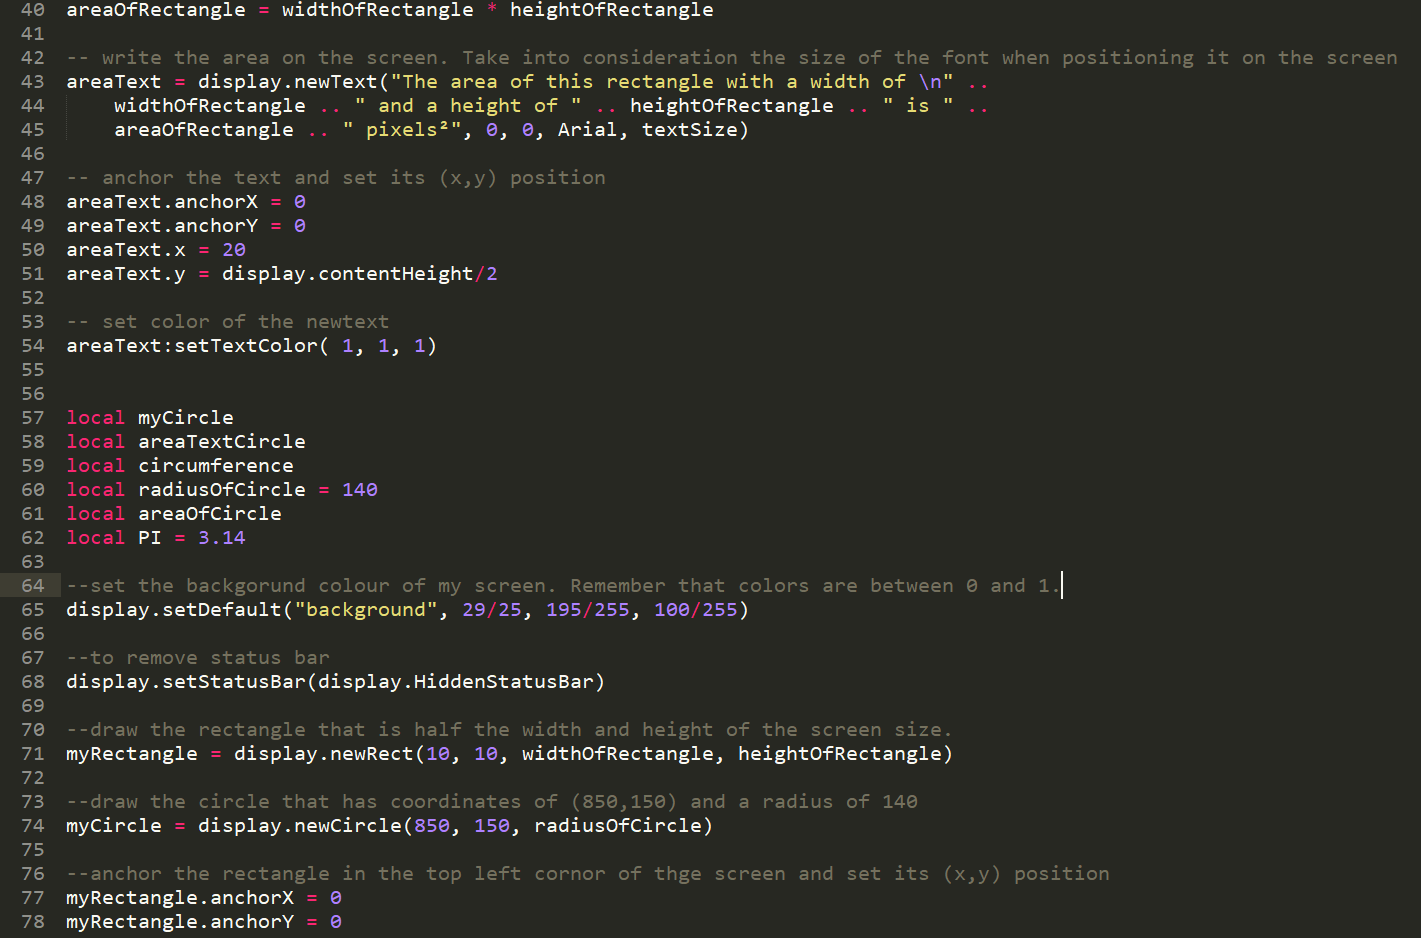 40 areaOfRectangle = widthOfRectangle * heightOfRectangle
41
42 -- write the area on the screen. Take into consideration the size of the font when positioning it on the screen
43 areaText = display.newText("The area of this rectangle with a width of \n" ..
44     widthOfRectangle .. " and a height of " .. heightOfRectangle .. " is " ..
45     areaOfRectangle .. " pixels²", 0, 0, Arial, textSize)
46
47 -- anchor the text and set its (x,y) position
48 areaText.anchorX = 0
49 areaText.anchorY = 0
50 areaText.x = 20
51 areaText.y = display.contentHeight/2
52
53 -- set color of the newtext
54 areaText:setTextColor( 1, 1, 1)
55
56
57 local myCircle
58 local areaTextCircle
59 local circumference
60 local radiusOfCircle = 140
61 local areaOfCircle
62 local PI = 3.14
63
64 --set the backgorund colour of my screen. Remember that colors are between 0 and 1.
65 display.setDefault("background", 29/25, 195/255, 100/255)
66
67 --to remove status bar
68 display.setStatusBar(display.HiddenStatusBar)
69
70 --draw the rectangle that is half the width and height of the screen size.
71 myRectangle = display.newRect(10, 10, widthOfRectangle, heightOfRectangle)
72
73 --draw the circle that has coordinates of (850,150) and a radius of 140
74 myCircle = display.newCircle(850, 150, radiusOfCircle)
75
76 --anchor the rectangle in the top left cornor of thge screen and set its (x,y) position
77 myRectangle.anchorX = 0
78 myRectangle.anchorY = 0